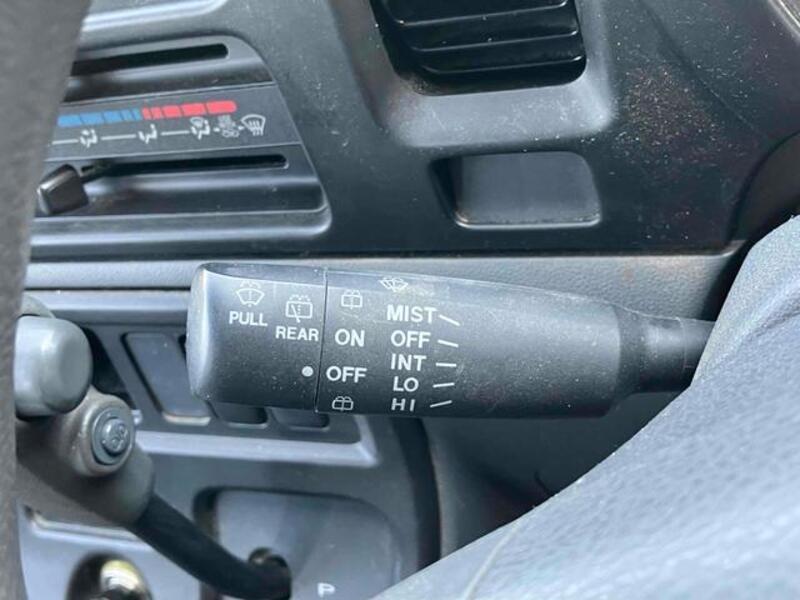 PULL
REAR
ON
OFF
MIST
OFF
INT
LO
HI
P